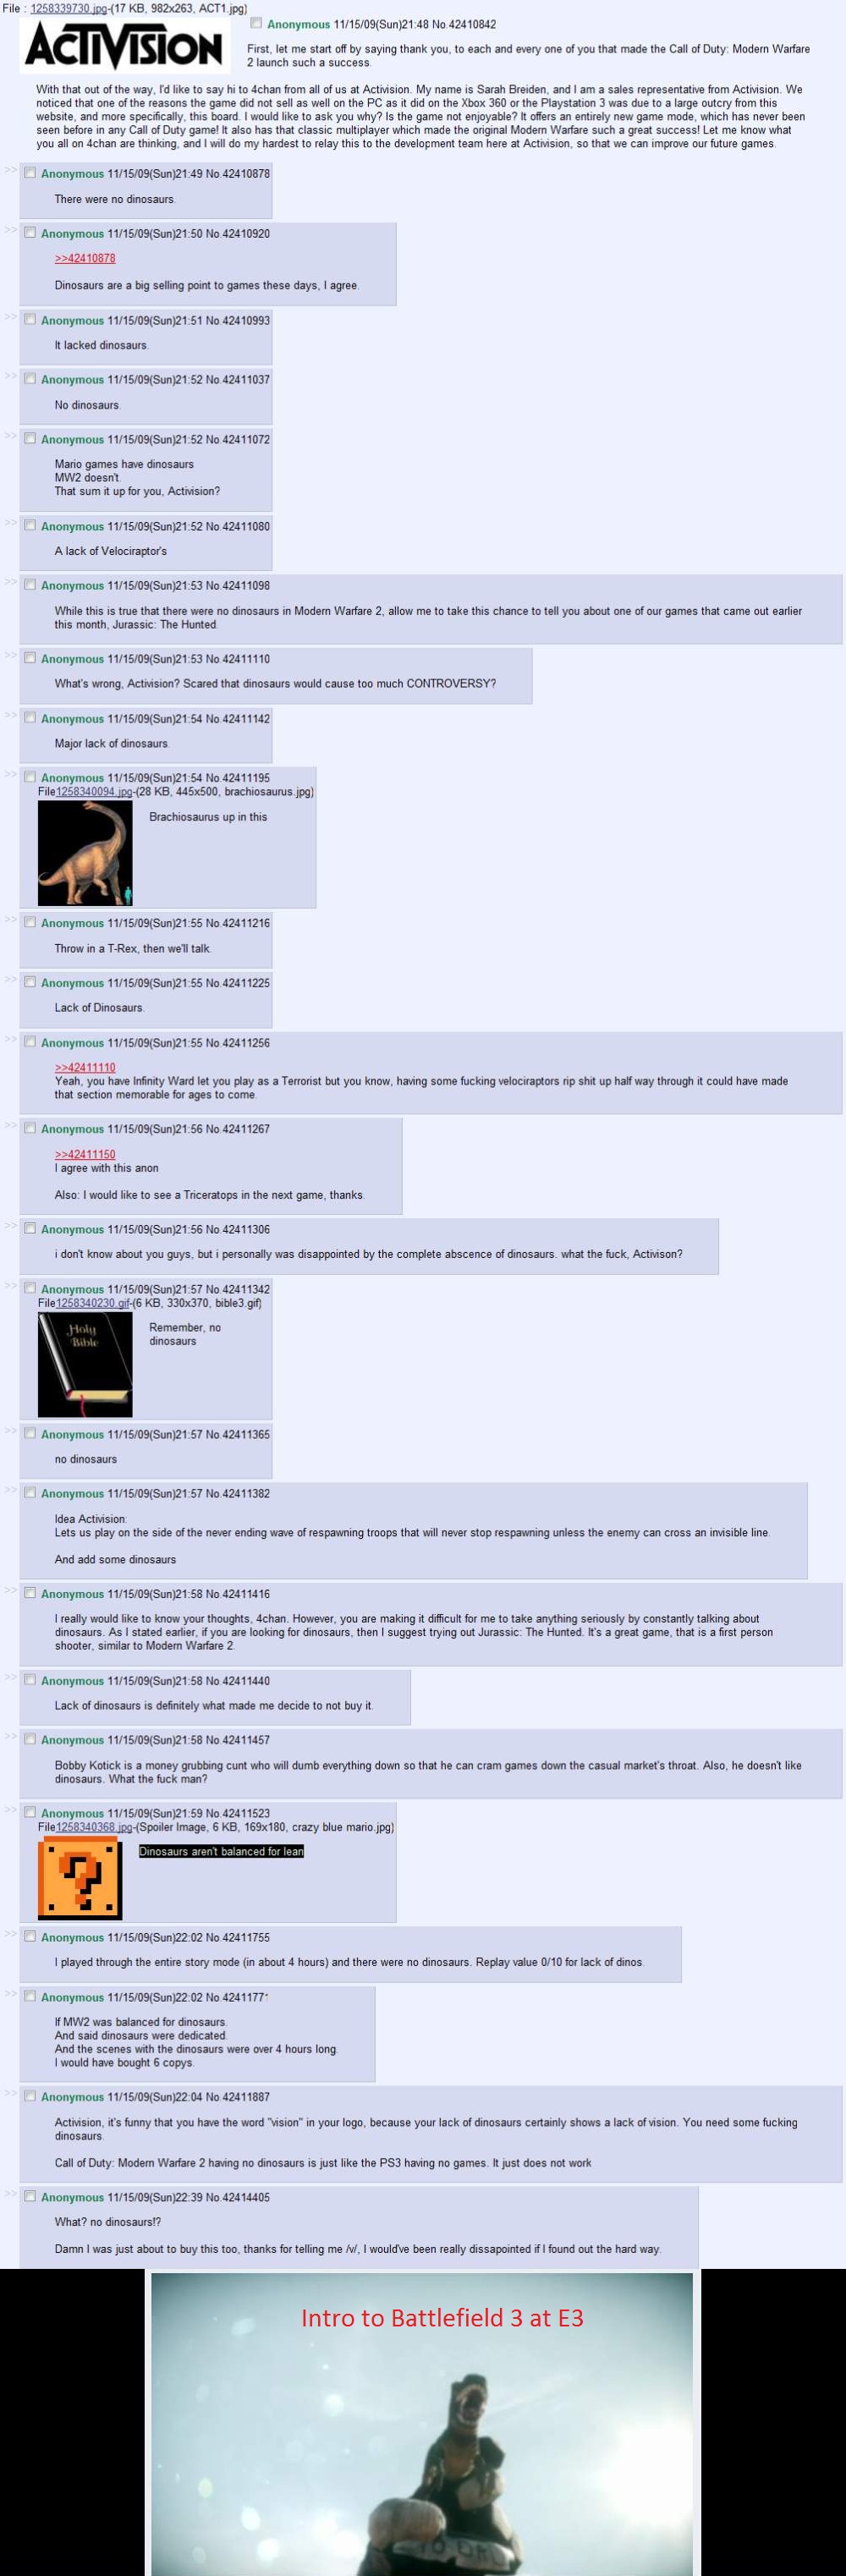 File : 1258339730.jpg-(17 KB, 982x263, ACT1.jpg)
ACTIVISION
Anonymous 11/15/09(Sun)21:48 No.42410842
First, let me start off by saying thank you, to each and every one of you that made the Call of Duty: Modern Warfare
2 launch such a success.
With that out of the way, I'd like to say hi to 4chan from all of us at Activision. My name is Sarah Breiden, and I am a sales representative from Activision. We
noticed that one of the reasons the game did not sell as well on the PC as it did on the Xbox 360 or the Playstation 3 was due to a large outcry from this
website, and more specifically, this board. I would like to ask you why? Is the game not enjoyable? It offers an entirely new game mode, which has never been
seen before in any Call of Duty game! It also has that classic multiplayer which made the original Modern Warfare such a great success! Let me know what
you all on 4chan are thinking, and I will do my hardest to relay this to the development team here at Activision, so that we can improve our future games.
>> Anonymous 11/15/09(Sun)21:49 No.42410878
There were no dinosaurs.
>> Anonymous 11/15/09(Sun)21:50 No.42410920
>>42410878
Dinosaurs are a big selling point to games these days, I agree.
>> Anonymous 11/15/09(Sun)21:51 No.42410993
It lacked dinosaurs.
>> Anonymous 11/15/09(Sun)21:52 No.42411037
No dinosaurs.
>> Anonymous 11/15/09(Sun)21:52 No.42411072
Mario games have dinosaurs
MW2 doesn't.
That sum it up for you, Activision?
>> Anonymous 11/15/09(Sun)21:52 No.42411080
A lack of Velociraptor's
>> Anonymous 11/15/09(Sun)21:53 No.42411098
While this is true that there were no dinosaurs in Modern Warfare 2, allow me to take this chance to tell you about one of our games that came out earlier
this month, Jurassic: The Hunted.
>> Anonymous 11/15/09(Sun)21:53 No.42411110
What's wrong, Activision? Scared that dinosaurs would cause too much CONTROVERSY?
>> Anonymous 11/15/09(Sun)21:54 No.42411142
Major lack of dinosaurs.
>> Anonymous 11/15/09(Sun)21:54 No.42411195
File1258340094.jpg-(28 KB, 445x500, brachiosaurus.jpg)
Brachiosaurus up in this
>> Anonymous 11/15/09(Sun)21:55 No.42411216
Throw in a T-Rex, then we'll talk.
>> Anonymous 11/15/09(Sun)21:55 No.42411225
Lack of Dinosaurs.
>> Anonymous 11/15/09(Sun)21:55 No.42411256
>>42411110
Yeah, you have Infinity Ward let you play as a Terrorist but you know, having some fucking velociraptors rip shit up half way through it could have made
that section memorable for ages to come.
>> Anonymous 11/15/09(Sun)21:56 No.42411267
>>42411150
I agree with this anon
Also: I would like to see a Triceratops in the next game, thanks.
>> Anonymous 11/15/09(Sun)21:56 No.42411306
i don't know about you guys, but i personally was disappointed by the complete abscence of dinosaurs. what the fuck, Activison?
>> Anonymous 11/15/09(Sun)21:57 No.42411342
File1258340230.gif-(6 KB, 330x370, bible3.gif)
Holy
Bible
Remember, no
dinosaurs
>> Anonymous 11/15/09(Sun)21:57 No.42411365
no dinosaurs
>> Anonymous 11/15/09(Sun)21:57 No.42411382
Idea Activision:
Lets us play on the side of the never ending wave of respawning troops that will never stop respawning unless the enemy can cross an invisible line.
And add some dinosaurs
>> Anonymous 11/15/09(Sun)21:58 No.42411416
I really would like to know your thoughts, 4chan. However, you are making it difficult for me to take anything seriously by constantly talking about
dinosaurs. As I stated earlier, if you are looking for dinosaurs, then I suggest trying out Jurassic: The Hunted. It's a great game, that is a first person
shooter, similar to Modern Warfare 2.
>> Anonymous 11/15/09(Sun)21:58 No.42411440
Lack of dinosaurs is definitely what made me decide to not buy it.
>> Anonymous 11/15/09(Sun)21:58 No.42411457
Bobby Kotick is a money grubbing cunt who will dumb everything down so that he can cram games down the casual market's throat. Also, he doesn't like
dinosaurs. What the fuck man?
>> Anonymous 11/15/09(Sun)21:59 No.42411523
File1258340368.jpg-(Spoiler Image, 6 KB, 169x180, crazy blue mario.jpg)
?
Dinosaurs aren't balanced for lean
>> Anonymous 11/15/09(Sun)22:02 No.42411755
I played through the entire story mode (in about 4 hours) and there were no dinosaurs. Replay value 0/10 for lack of dinos.
>> Anonymous 11/15/09(Sun)22:02 No.42411771
If MW2 was balanced for dinosaurs.
And said dinosaurs were dedicated.
And the scenes with the dinosaurs were over 4 hours long.
I would have bought 6 copys.
>> Anonymous 11/15/09(Sun)22:04 No.42411887
Activision, it's funny that you have the word "vision" in your logo, because your lack of dinosaurs certainly shows a lack of vision. You need some fucking
dinosaurs.
Call of Duty: Modern Warfare 2 having no dinosaurs is just like the PS3 having no games. It just does not work
>> Anonymous 11/15/09(Sun)22:39 No.42414405
What? no dinosaurs!?
Damn I was just about to buy this too, thanks for telling me /v/, I would've been really dissapointed if I found out the hard way.
Intro to Battlefield 3 at E3